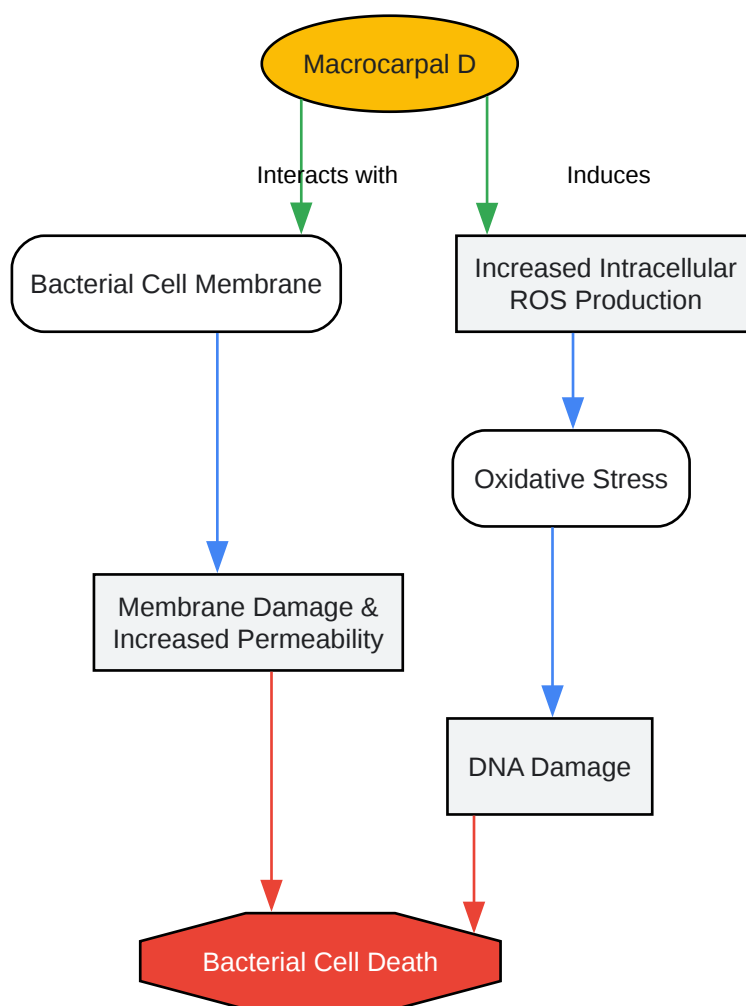 Macrocarpal D
Interacts with
Induces
Bacterial Cell Membrane
Increased Intracellular
ROS Production
Oxidative Stress
Membrane Damage &
Increased Permeability
DNA Damage
Bacterial Cell Death